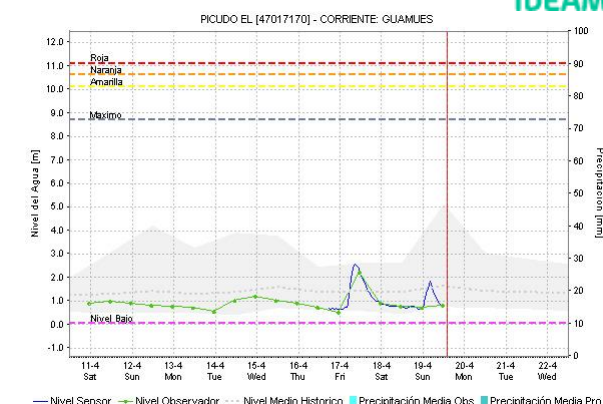 IDEAM
PICUDO EL [47017170] - CORRIENTE: GUAMUES
12.0
11.0
10.0
9.0
8.0
7.0
6.0
5.0
4.0
3.0
2.0
1.0
0.0
-1.0
Nivel del Agua [m]
Roja
Naranja
Amarilla
Maximo
Nivel Bajo
100
90
80
70
60
50
40
30
20
10
0
Precipitacion [mm]
11-4 12-4 13-4 14-4 15-4 16-4 17-4 18-4 19-4 20-4 21-4 22-4
Sat Sun Mon Tue Wed Thu Fri Sat Sun Mon Tue Wed
Nivel Sensor Nivel Observador Nivel Medio Historico Precipitación Media Obs. Precipitación Media Pro